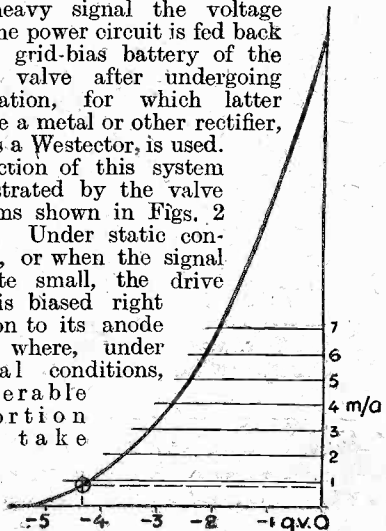 eavy signal the voltage
ne power circuit is fed back
grid-bias battery of the
valve after undergoing
ation, for which latter
e a metal or other rectifier,
s a Westector, is used.
ction of this system
strated by the valve
ms shown in Figs. 2
Under static con-
, or when the signal
te small, the drive
is biased right
on to its anode
where, under
al conditions,
erable
ortion
take
7
6
5
4 m/a
3
2
1
-5 -4 -3 -2 -1 g.v. 0